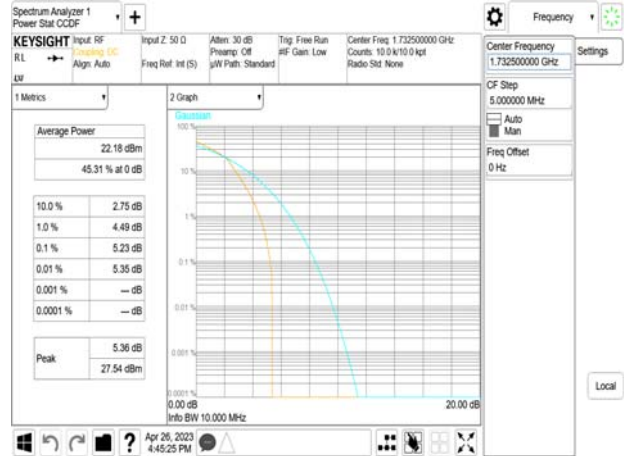 Spectrum Analyzer 1
Power Stat CCDF
+
Frequency
KEYSIGHT
RL
Input: RF
Coupling: DC
Align: Auto
Input Z: 50 Ω
Freq Ref: Int (S)
Atten: 30 dB
Preamp: Off
µW Path: Standard
Trig: Free Run
#IF Gain: Low
Center Freq: 1.732500000 GHz
Counts: 10.0 k/10.0 kpt
Radio Std: None
Center Frequency
1.732500000 GHz
Settings
CF Step
5.000000 MHz
Auto
Man
Freq Offset
0 Hz
1 Metrics
Average Power
22.18 dBm
45.31 % at 0 dB
10.0 % 2.75 dB
1.0 % 4.49 dB
0.1 % 5.23 dB
0.01 % 5.35 dB
0.001 % --- dB
0.0001 % --- dB
Peak 5.36 dB
27.54 dBm
2 Graph
Gaussian
100 %
10 %
1 %
0.1 %
0.01 %
0.001 %
0.0001 %
0.00 dB 20.00 dB
Info BW 10.000 MHz
Local
?
Apr 26, 2023
4:45:25 PM